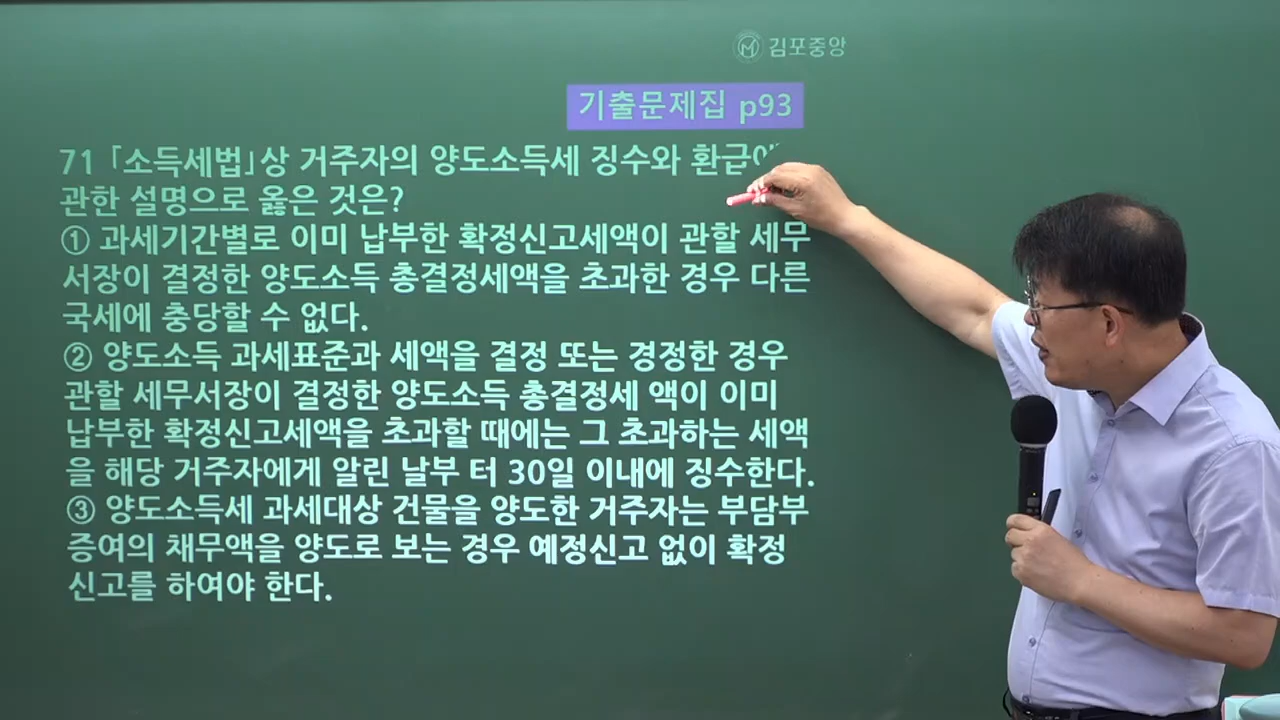 김포중앙
기출문제집 p93
71 ｢소득세법｣상 거주자의 양도소득세 징수와
관한 설명으로 옳은 것은?
① 과세기간별로 이미 납부한 확정신고세액이 관할 세무
서장이 결정한 양도소득 총결정세액을 초과한 경우 다른
국세에 충당할 수 없다.
② 양도소득 과세표준과 세액을 결정 또는 경정한 경우
관할 세무서장이 결정한 양도소득 총결정세 액이 이미
납부한 확정신고세액을 초과할 때에는 그 초과하는 세액
을 해당 거주자에게 알린 날부 터 30일 이내에 징수한다.
③ 양도소득세 과세대상 건물을 양도한 거주자는 부담부
증여의 채무액을 양도로 보는 경우 예정신고 없이 확정
신고를 하여야 한다.